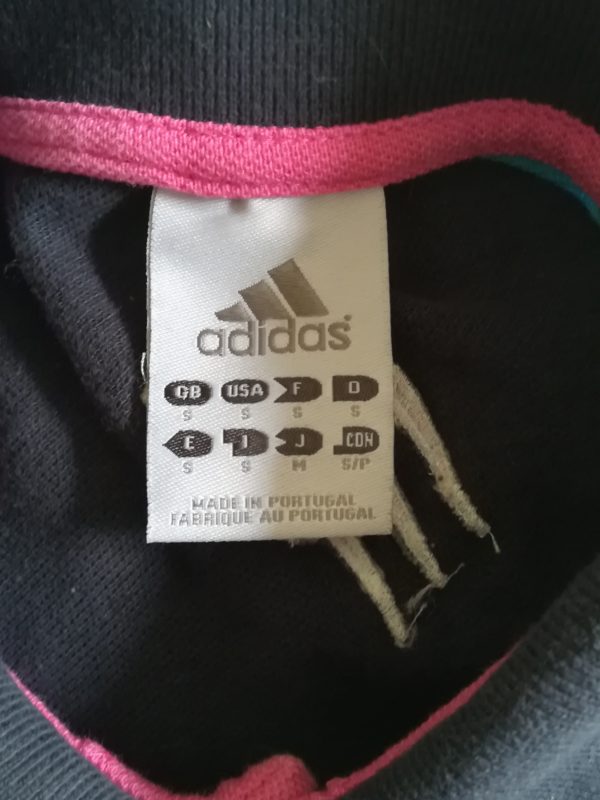 adidas
GB USA F D
S S S S
E I J CDN
S S M S/P
MADE IN PORTUGAL
FABRIQUE AU PORTUGAL